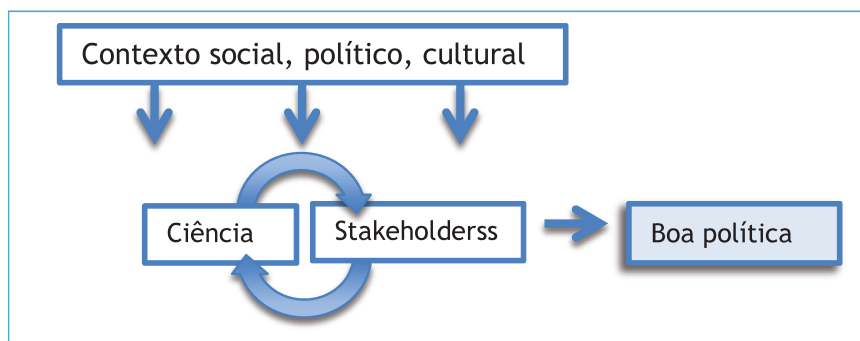 Contexto social, político, cultural
Ciência
Stakeholderss
Boa política